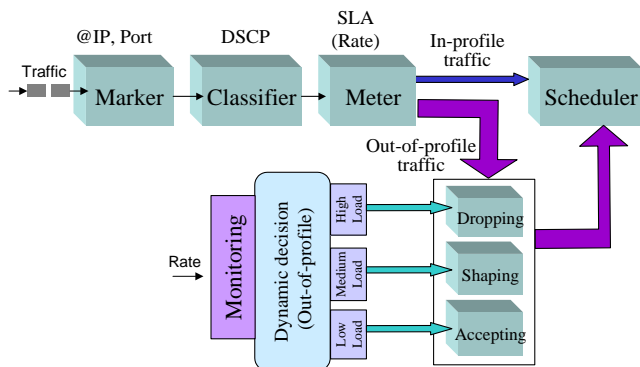 @IP, Port
DSCP
SLA
(Rate)
Traffic
Marker
Classifier
Meter
In-profile
traffic
Scheduler
Out-of-profile
traffic
Rate
Monitoring
Dynamic decision
(Out-of-profile)
High
Load
Medium
Load
Low
Load
Dropping
Shaping
Accepting